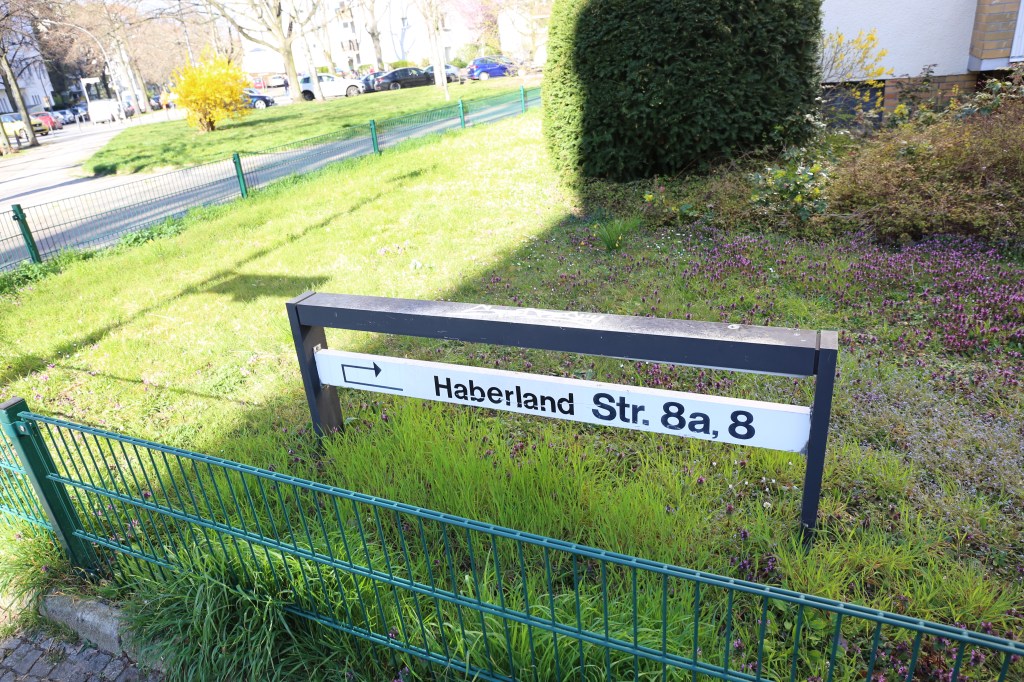 Haberland Str. 8a, 8